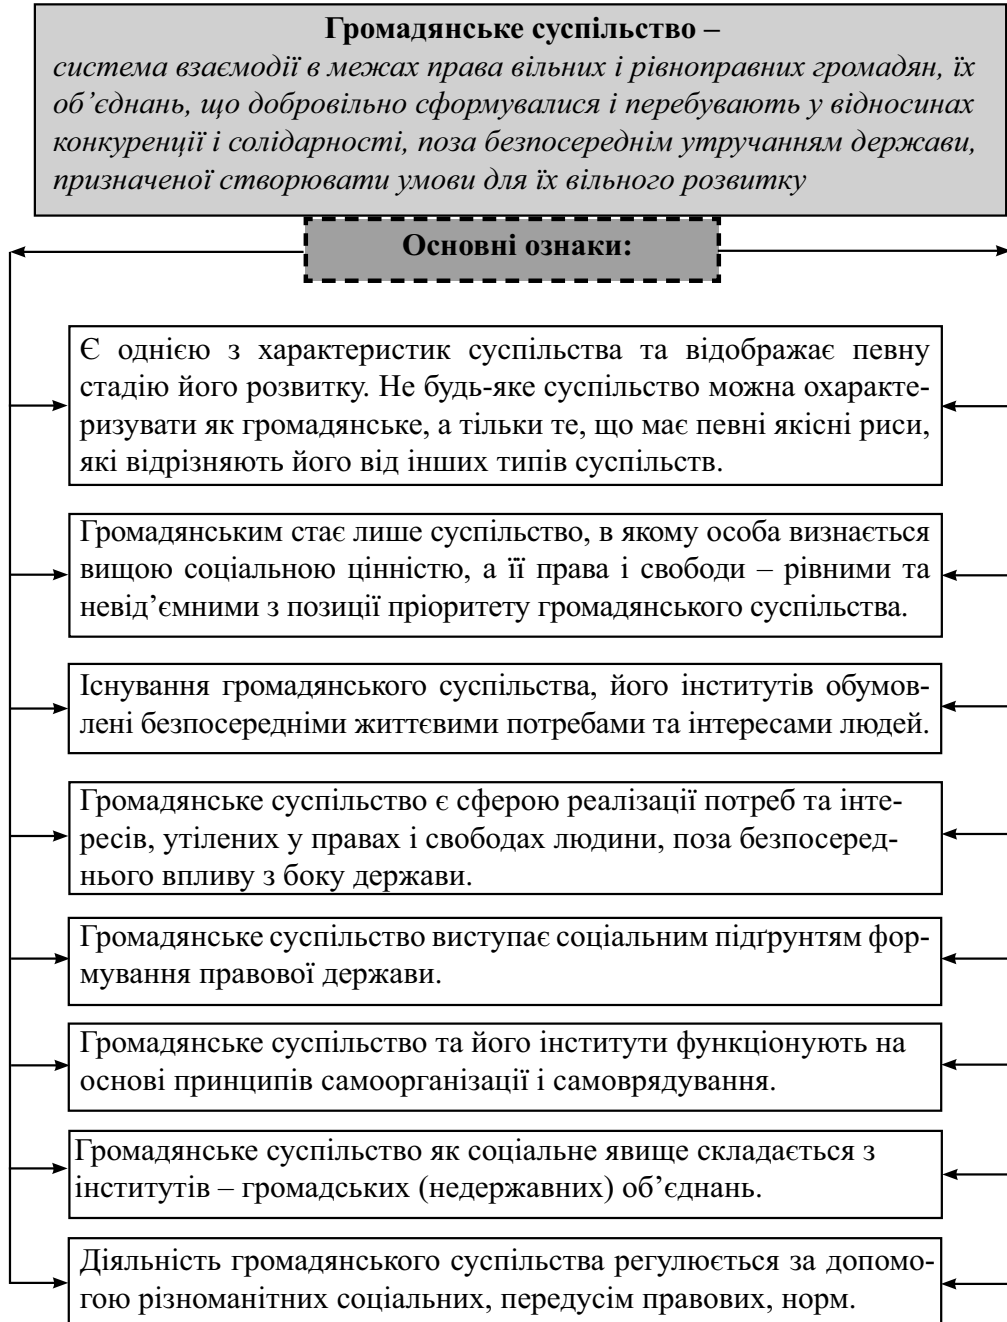 Громадянське суспільство –
система взаємодії в межах права вільних і рівноправних громадян, їх
об’єднань, що добровільно сформувалися і перебувають у відносинах
конкуренції і солідарності, поза безпосереднім утручанням держави,
призначеної створювати умови для їх вільного розвитку
Основні ознаки:
Є однією з характеристик суспільства та відображає певну
стадію його розвитку. Не будь-яке суспільство можна охаракте-
ризувати як громадянське, а тільки те, що має певні якісні риси,
які відрізняють його від інших типів суспільств.
Громадянським стає лише суспільство, в якому особа визнається
вищою соціальною цінністю, а її права і свободи – рівними та
невід’ємними з позиції пріоритету громадянського суспільства.
Існування громадянського суспільства, його інститутів обумов-
лені безпосередніми життєвими потребами та інтересами людей.
Громадянське суспільство є сферою реалізації потреб та інте-
ресів, утілених у правах і свободах людини, поза безпосеред-
нього впливу з боку держави.
Громадянське суспільство виступає соціальним підґрунтям фор-
мування правової держави.
Громадянське суспільство та його інститути функціонують на
основі принципів самоорганізації і самоврядування.
Громадянське суспільство як соціальне явище складається з
інститутів – громадських (недержавних) об’єднань.
Діяльність громадянського суспільства регулюється за допомо-
гою різноманітних соціальних, передусім правових, норм.